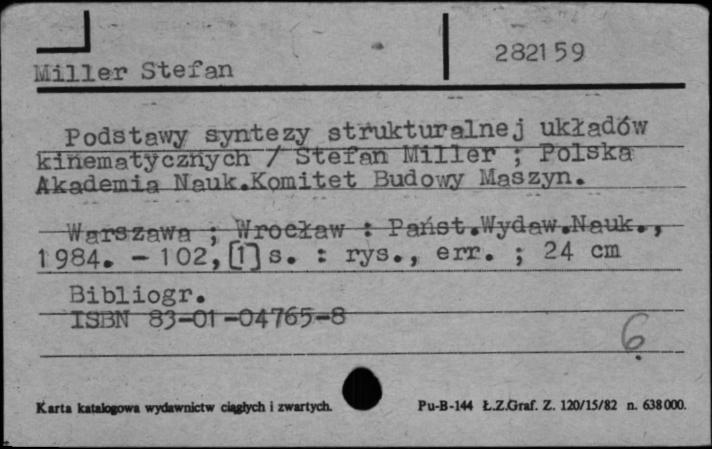 282159
Miller Stefan
Podstawy syntezy strukturalnej układów
kinematycznych / Stefan Miller ; Polska
Akademia Nauk.Komitet Budowy Maszyn.
Warszawa ; Wrocław : Państ.Wydaw.Nauk.,
1984. - 102,[1] s. : rys., err. ; 24 cm
Bibliogr.
ISBN 83-01-04765-8
6.
Karta katalogowa wydawnictw ciągłych i zwartych.
Pu-B-144 Ł.Z.Graf. Z. 120/15/82 n. 638000.